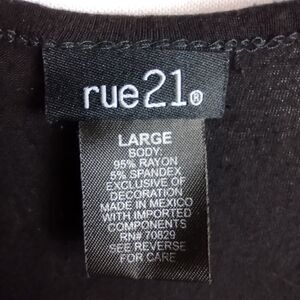 rue21®
LARGE
BODY:
95% RAYON
5% SPANDEX
EXCLUSIVE OF
DECORATION
MADE IN MEXICO
WITH IMPORTED
COMPONENTS
RN# 70829
SEE REVERSE
FOR CARE